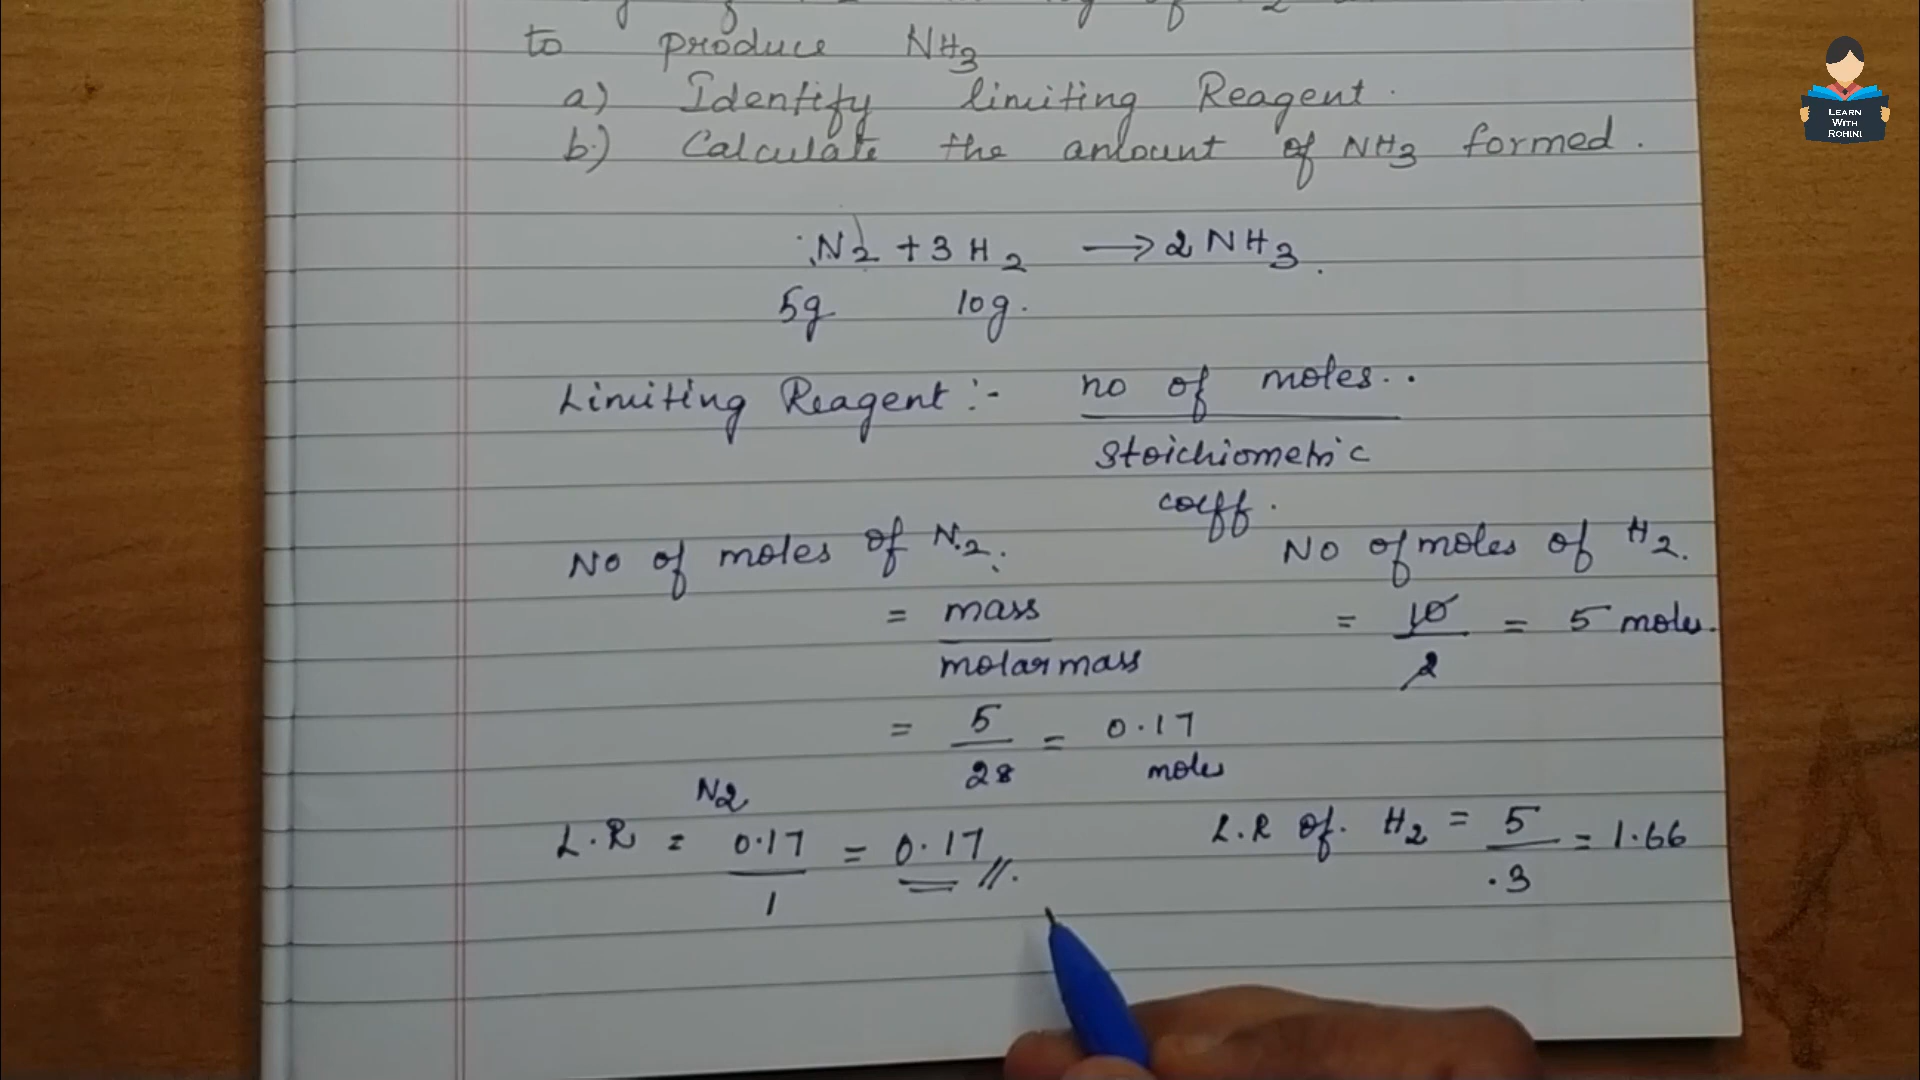 to produce NH3
a) Identify limiting Reagent.
b.) Calculate the amount of NH3 formed.
N2 + 3 H2 → 2 NH3.
5g 10g.
Limiting Reagent :- no of moles..
Stoichiometric
coeff.
No of moles of N2. No of moles of H2.
= mass / molar mass
= 10 / 2 = 5 moles.
= 5 / 28 = 0.17 moles
N2
L.R = 0.17 / 1 = 0.17 //.
L.R of. H2 = 5 / .3 = 1.66
LEARN
WITH
ROHINI